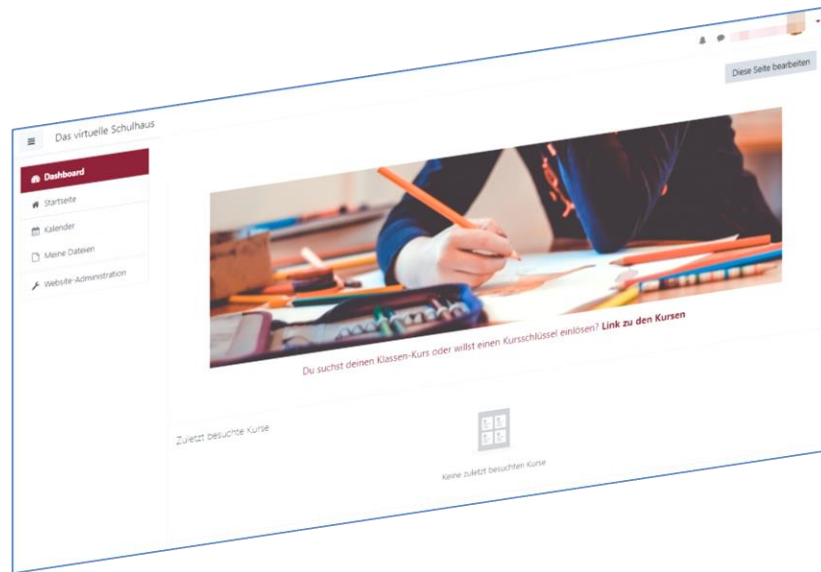 Das virtuelle Schulhaus
Diese Seite bearbeiten
Dashboard
Startseite
Kalender
Meine Dateien
Website-Administration
Du suchst deinen Klassen-Kurs oder willst einen Kursschlüssel einlösen? Link zu den Kursen
Zuletzt besuchte Kurse
Keine zuletzt besuchten Kurse